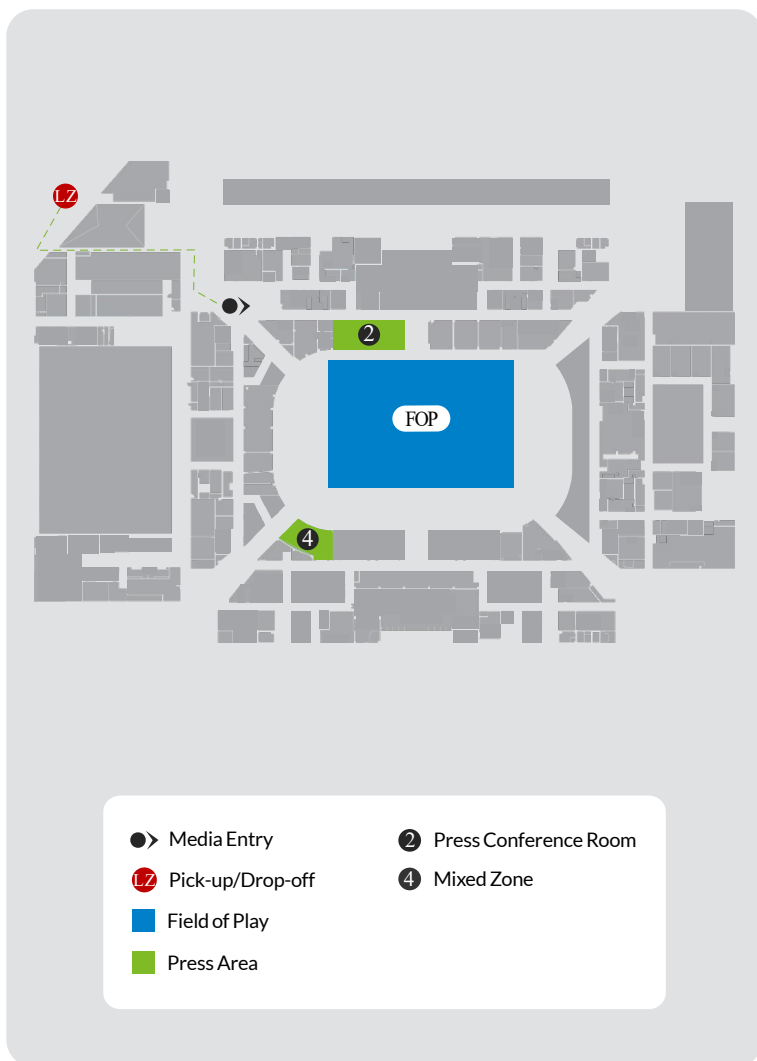 LZ
2
FOP
4
Media Entry
2 Press Conference Room
LZ Pick-up/Drop-off
4 Mixed Zone
Field of Play
Press Area